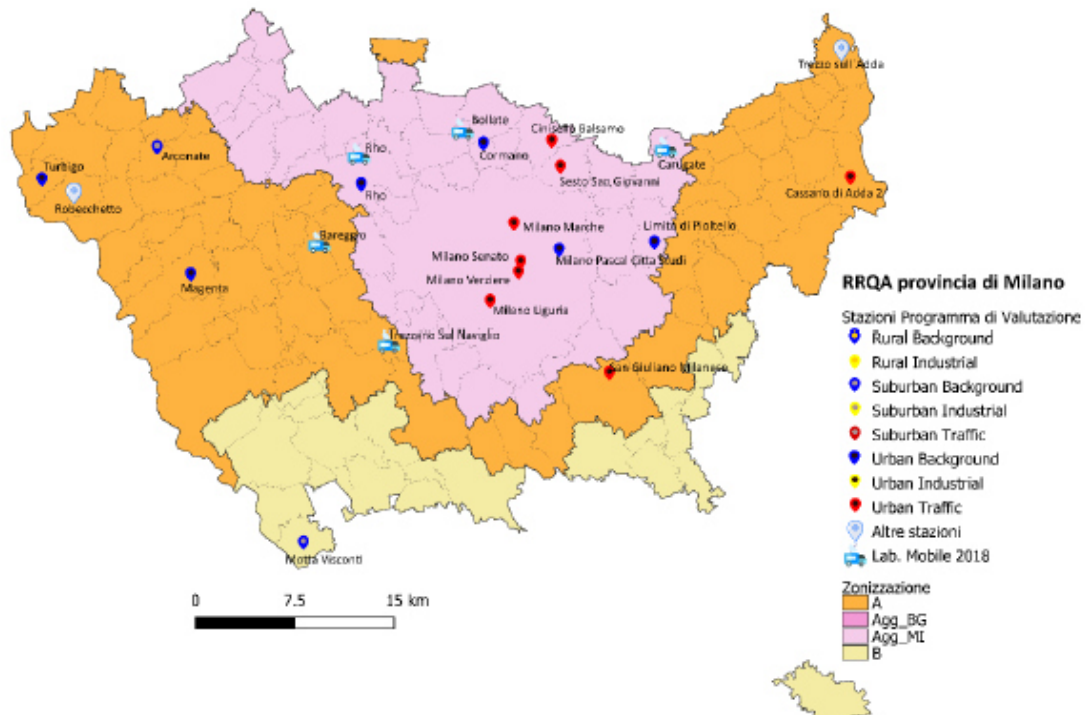 Trezzo sull'Adda
Bollate
Cinisello Balsamo
Arconate
Rho
Cormano
Carugate
Turbigo
Sesto San Giovanni
Robecchetto
Rho
Cassano di Adda 2
Milano Marche
Limito di Pioltello
Bareggio
Milano Senato
Milano Pascal Città Studi
Milano Verziere
Magenta
Milano Liguria
Trezzano Sul Naviglio
San Giuliano Milanese
Motta Visconti
0 7.5 15 km
RRQA provincia di Milano
Stazioni Programma di Valutazione
Rural Background
Rural Industrial
Suburban Background
Suburban Industrial
Suburban Traffic
Urban Background
Urban Industrial
Urban Traffic
Altre stazioni
Lab. Mobile 2018
Zonizzazione
A
Agg_BG
Agg_MI
B